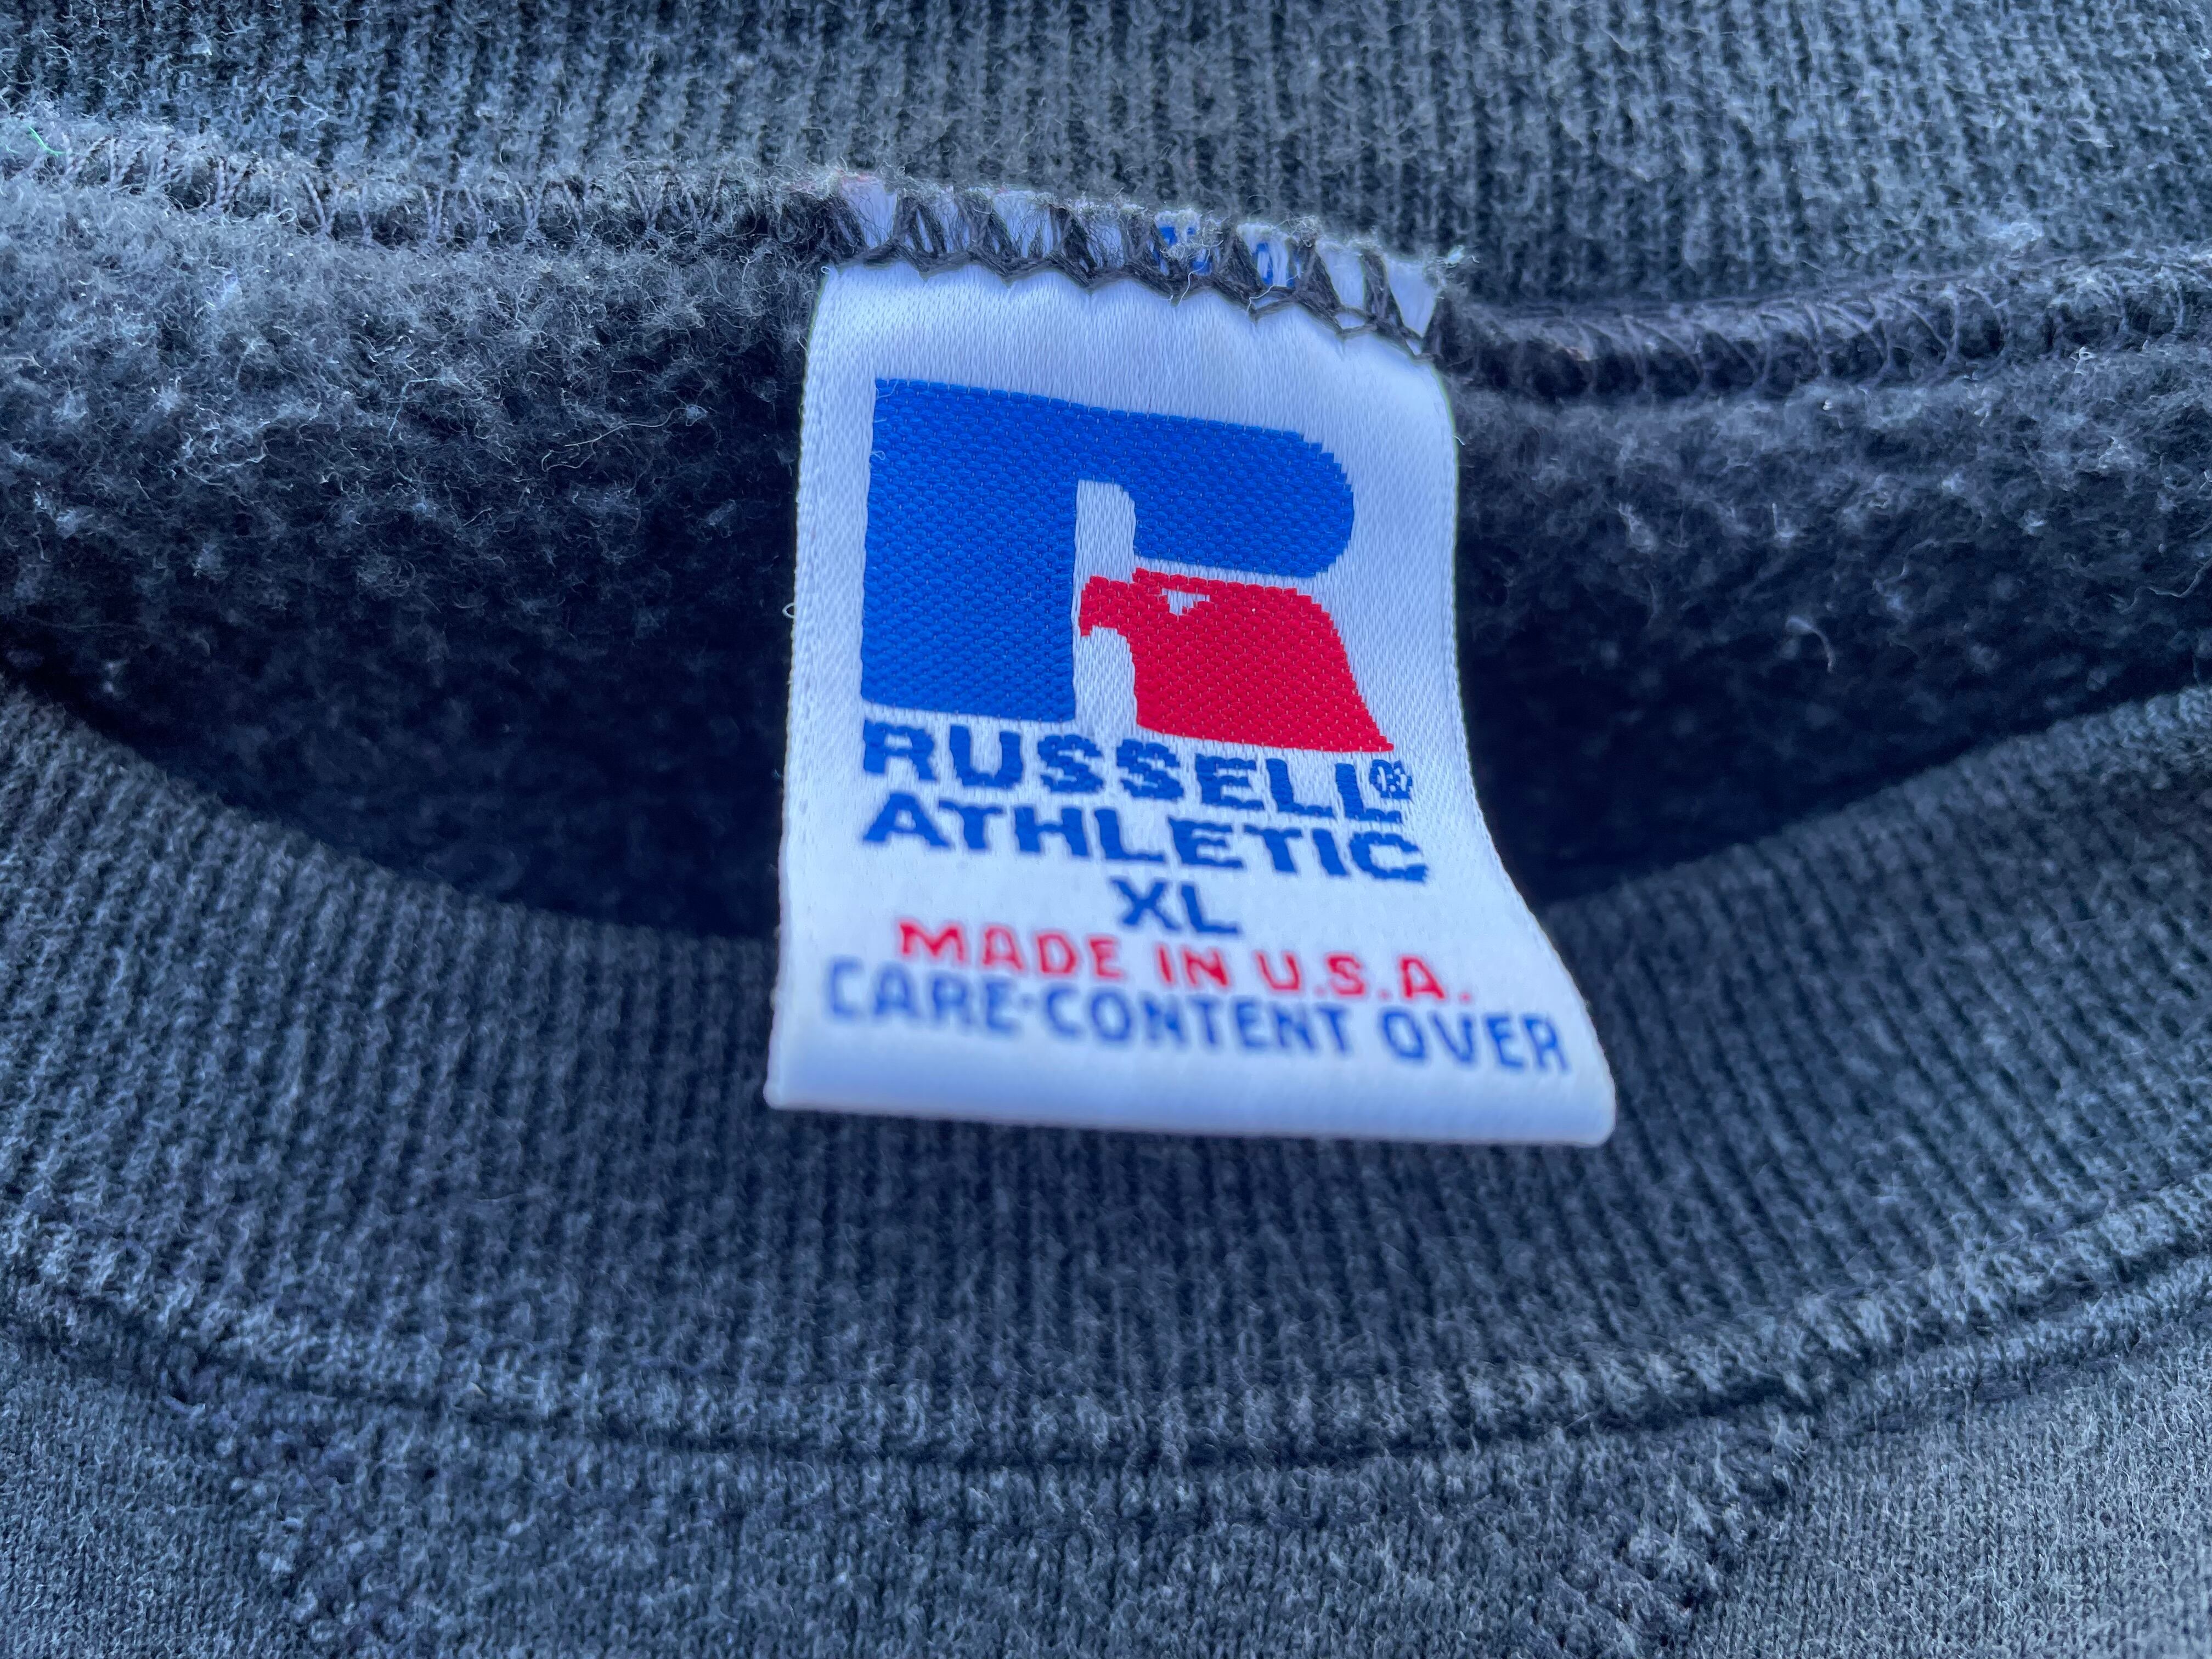 RUSSELL®
ATHLETIC
XL
MADE IN U.S.A.
CARE-CONTENT OVER